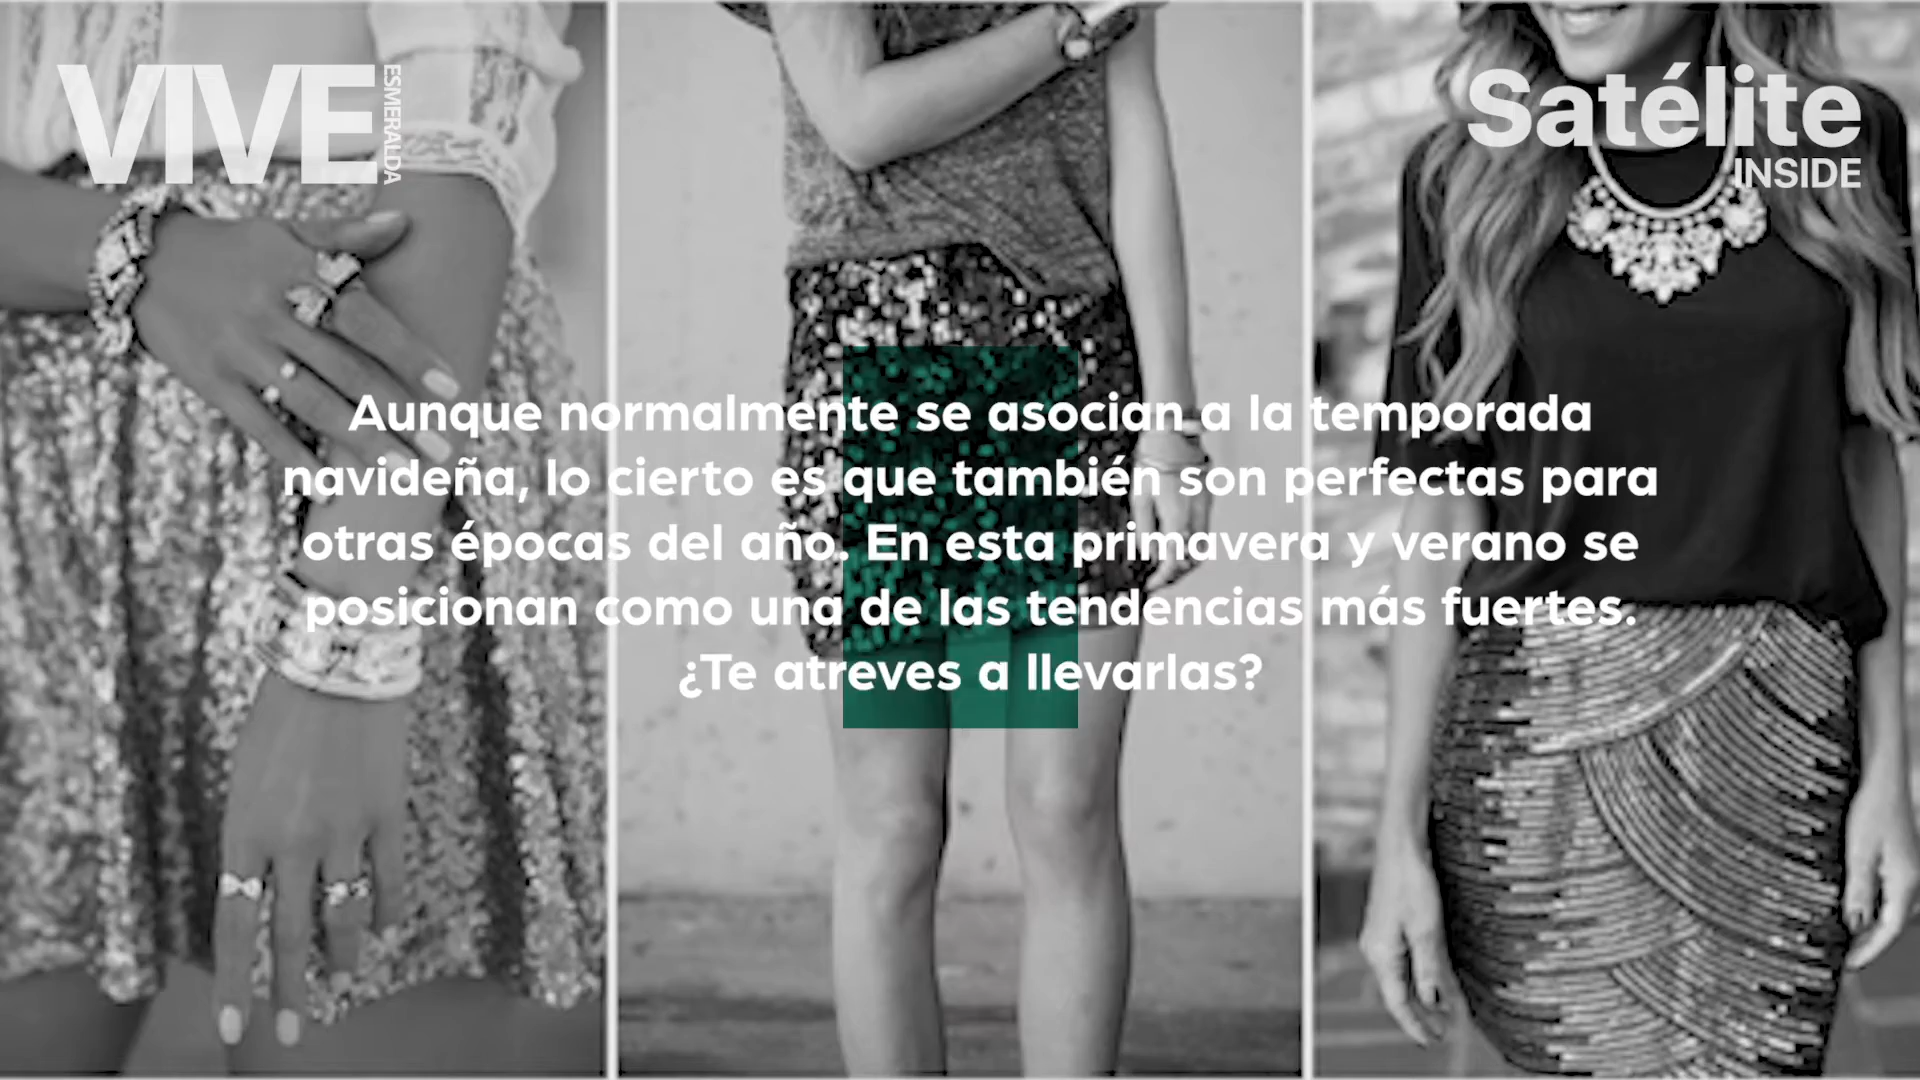 VIVE
ESMERALDA
Satélite
INSIDE
Aunque normalmente se asocian a la temporada
navideña, lo cierto es que también son perfectas para
otras épocas del año. En esta primavera y verano se
posicionan como una de las tendencias más fuertes.
¿Te atreves a llevarlas?